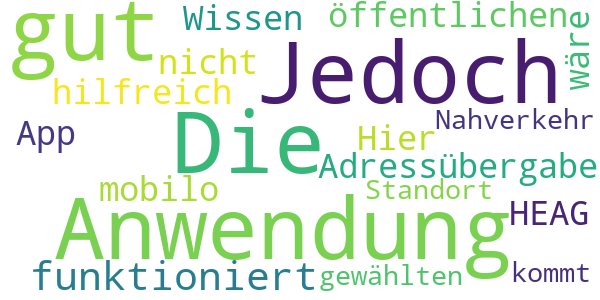 gut Wissen öffentlichen
nicht Jedoch wäre
hilfreich
App Die Hier Nahverkehr
Adressübergabe
mobilo Standort
Anwendung HEAG
funktioniert gewählten kommt